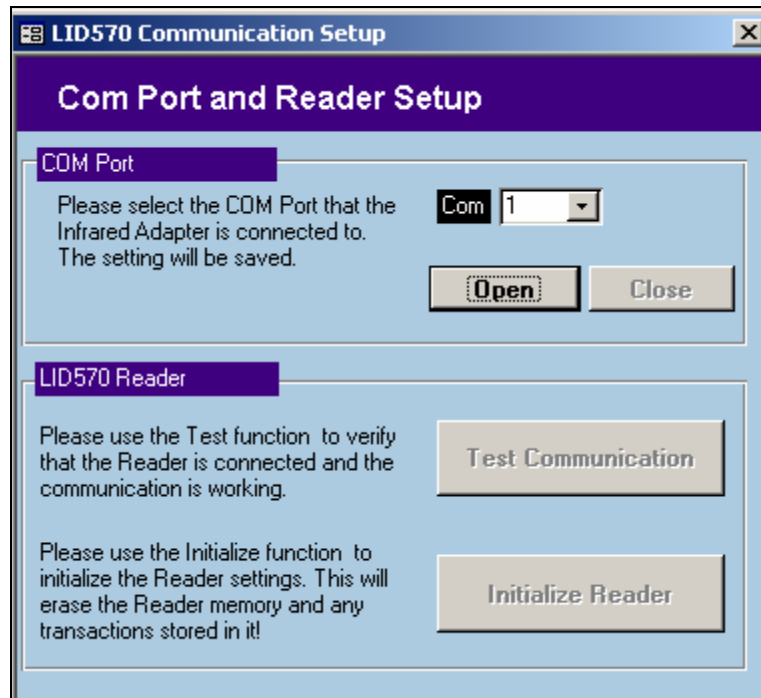 LID570 Communication Setup
Com Port and Reader Setup
COM Port
Please select the COM Port that the
Infrared Adapter is connected to.
The setting will be saved.
Com 1
Open Close
LID570 Reader
Please use the Test function to verify
that the Reader is connected and the
communication is working.
Test Communication
Please use the Initialize function to
initialize the Reader settings. This will
erase the Reader memory and any
transactions stored in it!
Initialize Reader